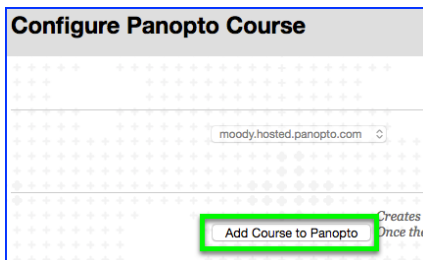 Configure Panopto Course
moody.hosted.panopto.com
Creates
Add Course to Panopto
Once the